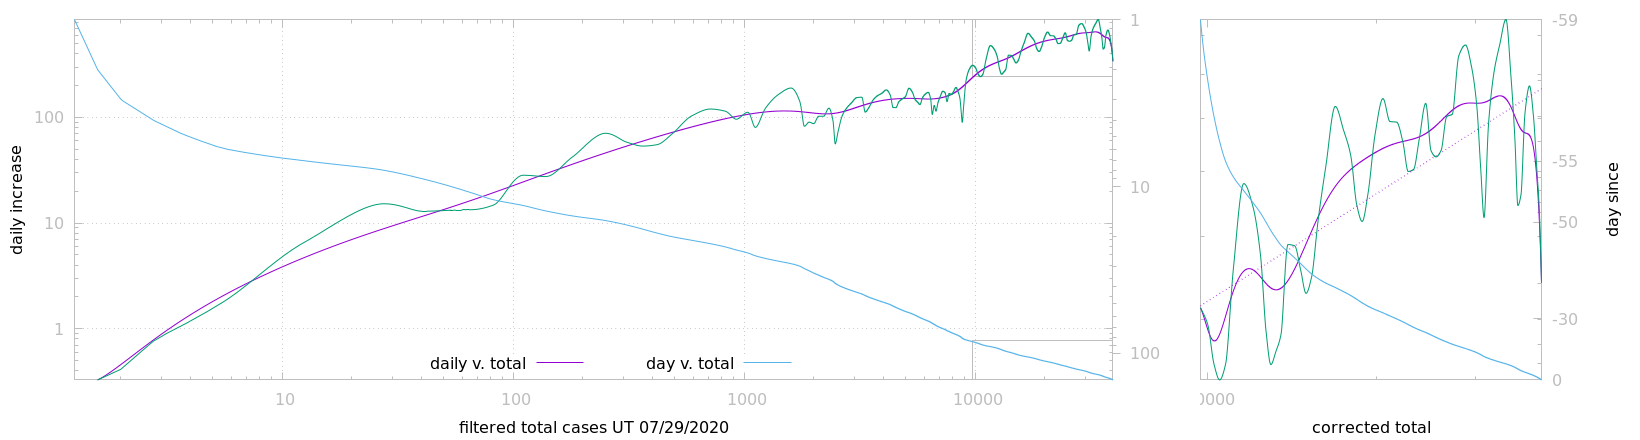 daily increase
100
10
1
10
100
1000
10000
filtered total cases UT 07/29/2020
daily v. total
day v. total
1
10
100
0000
corrected total
-59
-55
-50
-30
0
day since